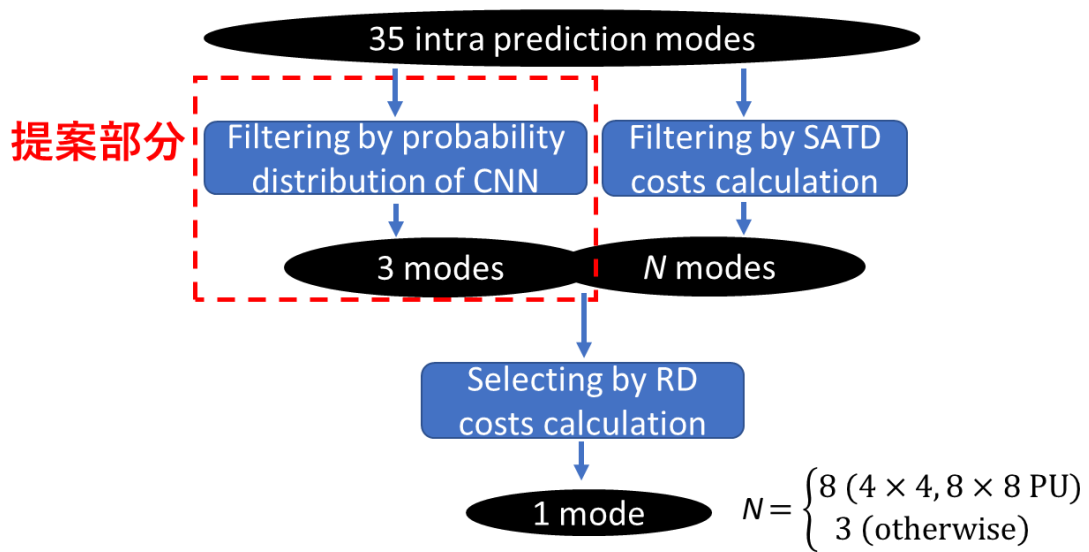 35 intra prediction modes
提案部分
Filtering by probability
distribution of CNN
Filtering by SATD
costs calculation
3 modes
N modes
Selecting by RD
costs calculation
1 mode
N = { 8 (4 × 4, 8 × 8 PU)
3 (otherwise)